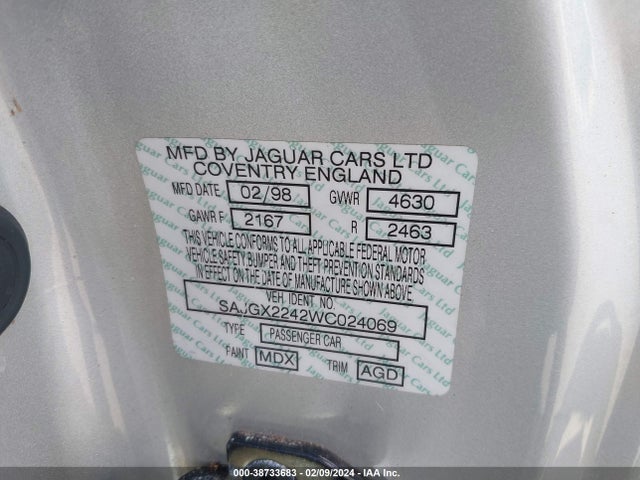 MFD BY JAGUAR CARS LTD
COVENTRY ENGLAND
MFD DATE 02/98 GVWR 4630
GAWR F 2167 R 2463
THIS VEHICLE CONFORMS TO ALL APPLICABLE FEDERAL MOTOR
VEHICLE SAFETY, BUMPER AND THEFT PREVENTION STANDARDS
IN EFFECT ON THE DATE OF MANUFACTURE SHOWN ABOVE.
VEH. IDENT. NO.
SAJGX2242WC024069
TYPE PASSENGER CAR
PAINT MDX TRIM AGD
000-38733683 - 02/09/2024 - IAA Inc.